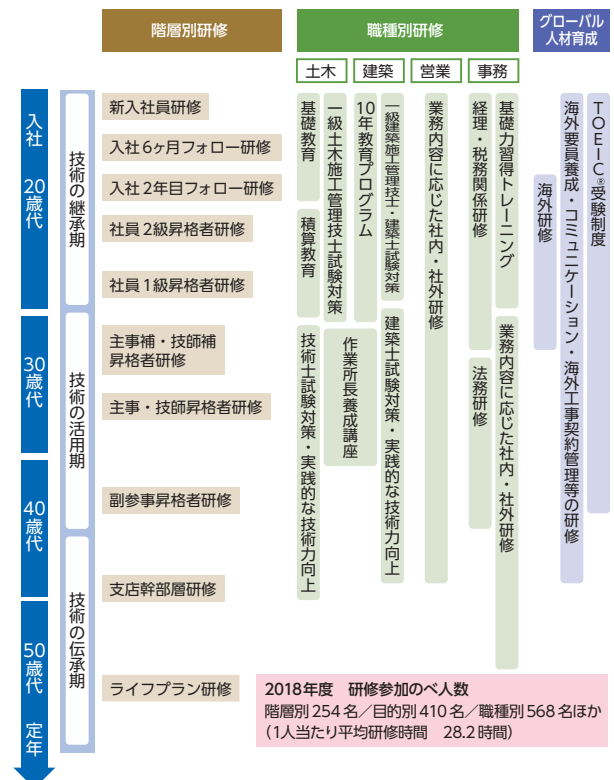 階層別研修
職種別研修
グローバル
人材育成
土木
建築
営業
事務
入社
20歳代
30歳代
40歳代
50歳代
定年
技術の継承期
技術の活用期
技術の伝承期
新入社員研修
入社6ヶ月フォロー研修
入社2年目フォロー研修
社員2級昇格者研修
社員1級昇格者研修
主事補・技師補
昇格者研修
主事・技師昇格者研修
副参事昇格者研修
支店幹部層研修
ライフプラン研修
基礎教育
積算教育
技術士試験対策・実践的な技術力向上
一級土木施工管理技士試験対策
10年教育プログラム
作業所長養成講座
一級建築施工管理技士・建築士試験対策
建築士試験対策・実践的な技術力向上
業務内容に応じた社内・社外研修
経理・税務関係研修
法務研修
基礎力習得トレーニング
業務内容に応じた社内・社外研修
海外研修
海外要員養成・コミュニケーション・海外工事契約管理等の研修
TOEIC®受験制度
2018年度 研修参加のべ人数
階層別254名／目的別410名／職種別568名ほか
（1人当たり平均研修時間 28.2時間）